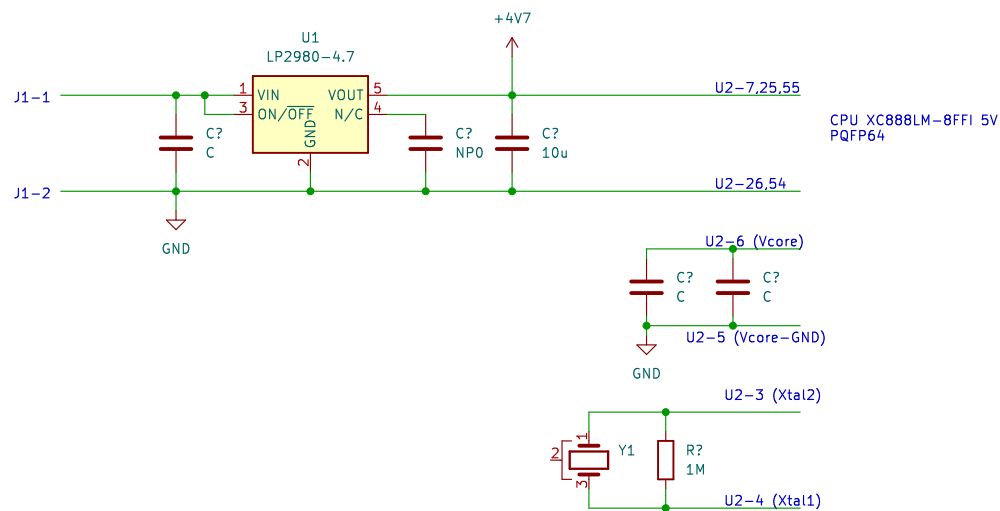 +4V7
U1
LP2980-4.7
J1-1
1
VIN
VOUT
5
U2-7,25,55
3
ON/OFF
N/C
4
GND
2
C?
C
C?
NP0
C?
10u
CPU XC888LM-8FFI 5V
PQFP64
J1-2
U2-26,54
GND
U2-6 (Vcore)
C?
C
C?
C
U2-5 (Vcore-GND)
GND
U2-3 (Xtal2)
1
2
3
Y1
R?
1M
U2-4 (Xtal1)